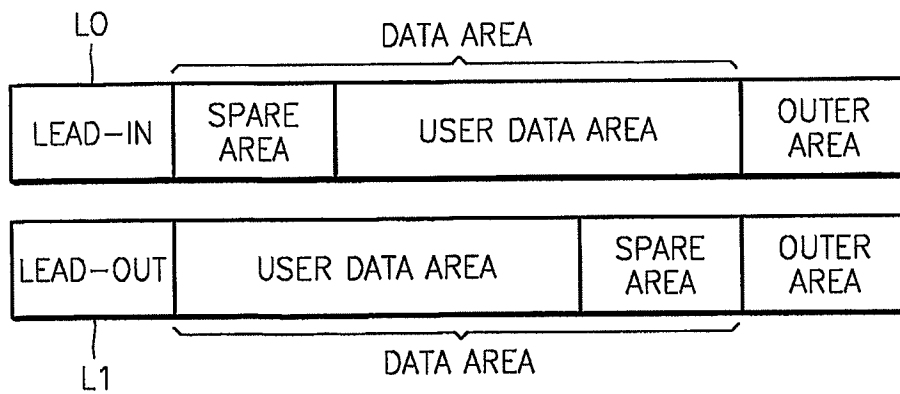 L0
DATA AREA
LEAD-IN
SPARE
AREA
USER DATA AREA
OUTER
AREA
LEAD-OUT
USER DATA AREA
SPARE
AREA
OUTER
AREA
DATA AREA
L1